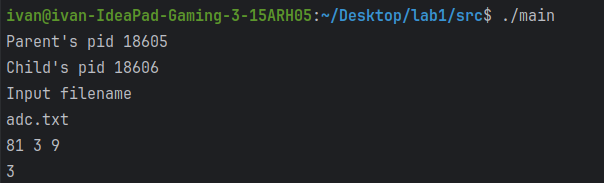 ivan@ivan-IdeaPad-Gaming-3-15ARH05:~/Desktop/lab1/src$ ./main
Parent's pid 18605
Child's pid 18606
Input filename
adc.txt
81 3 9
3